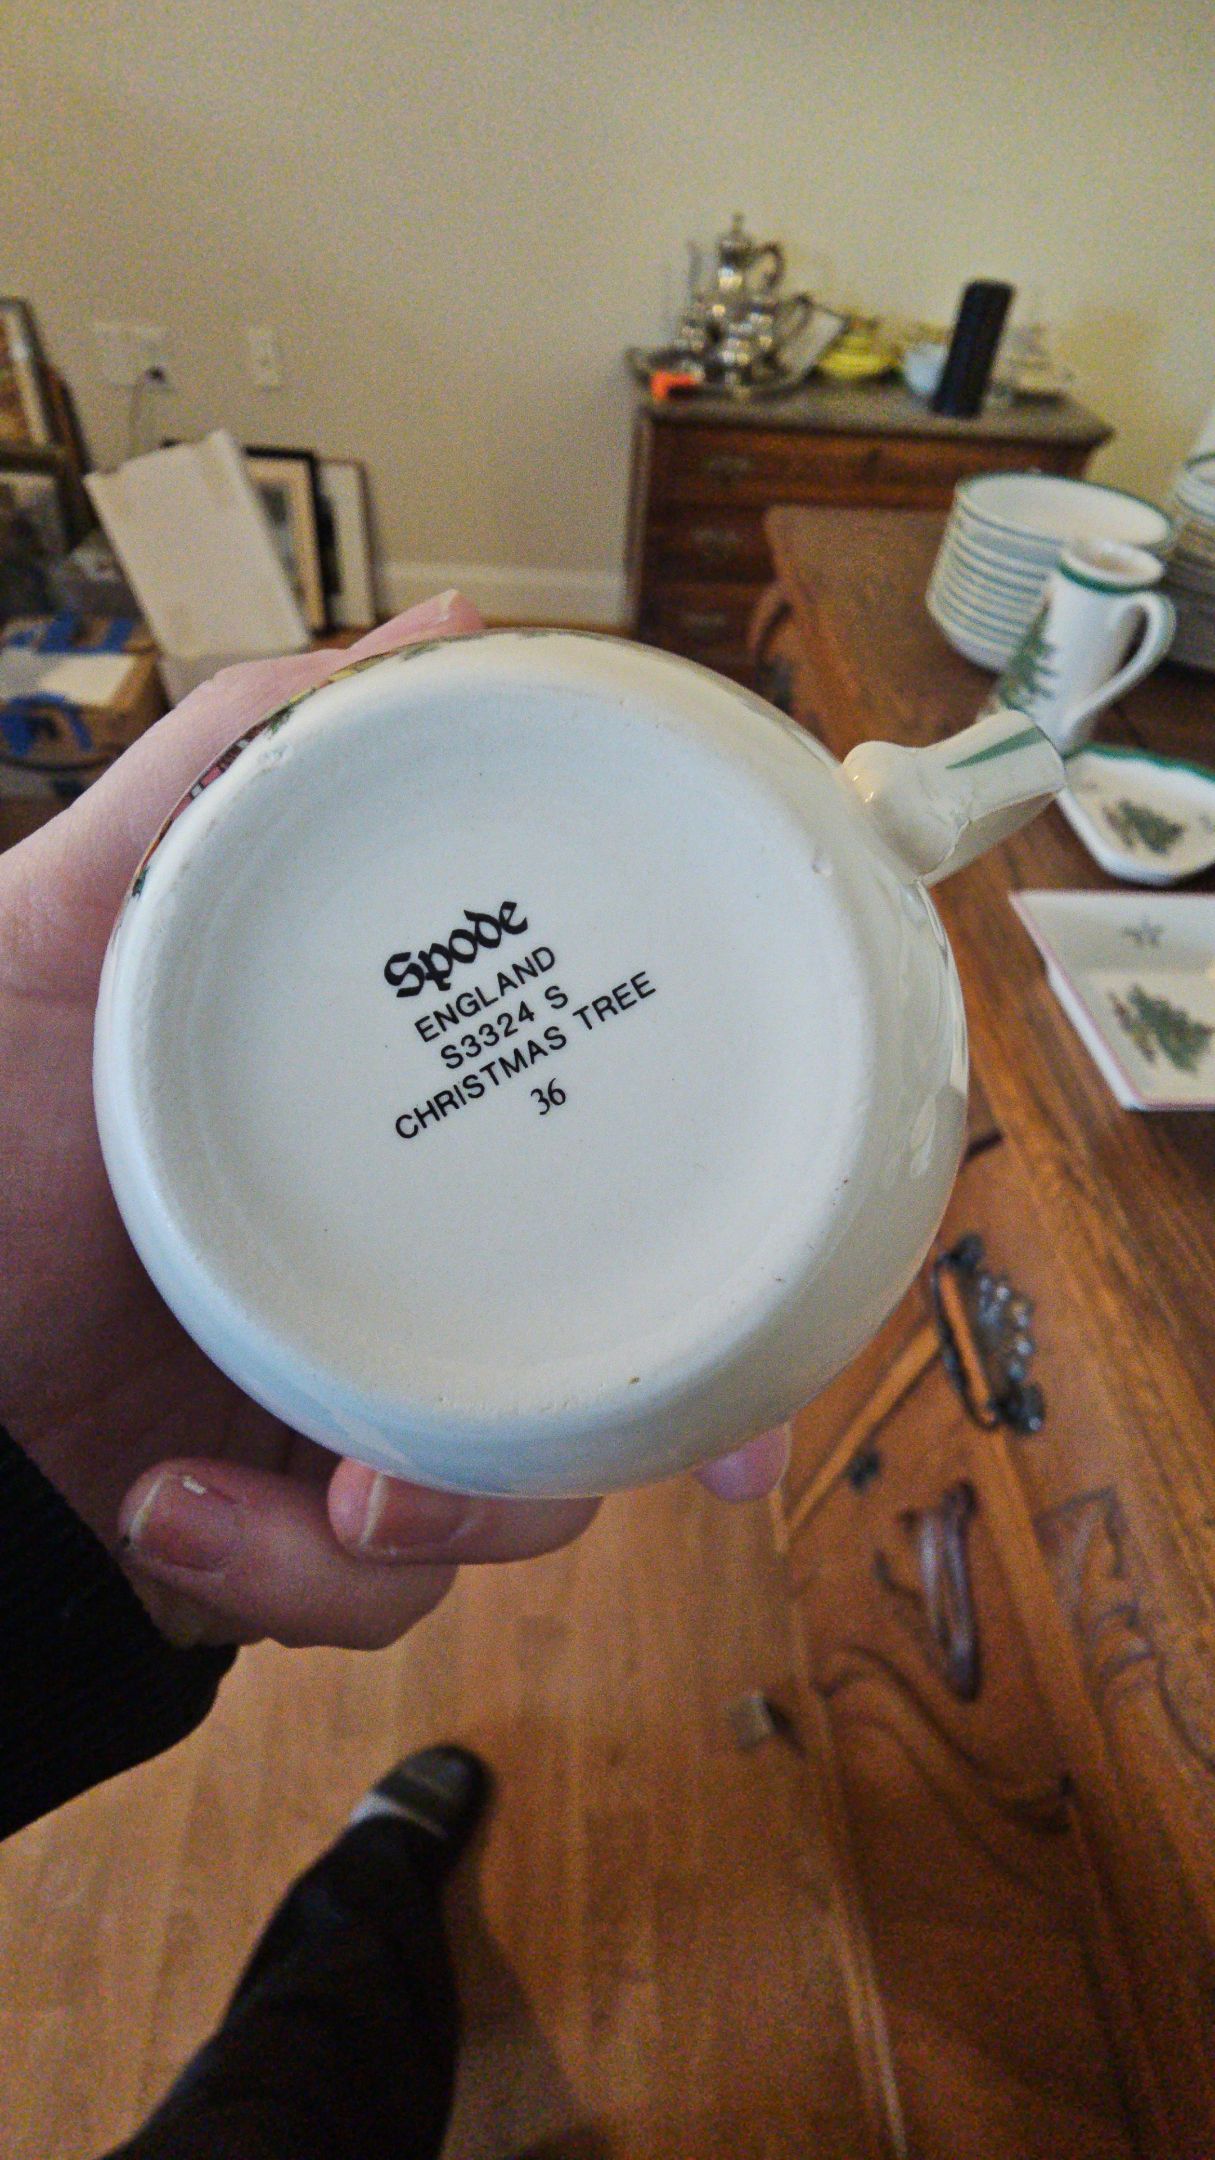 Spode
ENGLAND
S3324 S
CHRISTMAS TREE
36